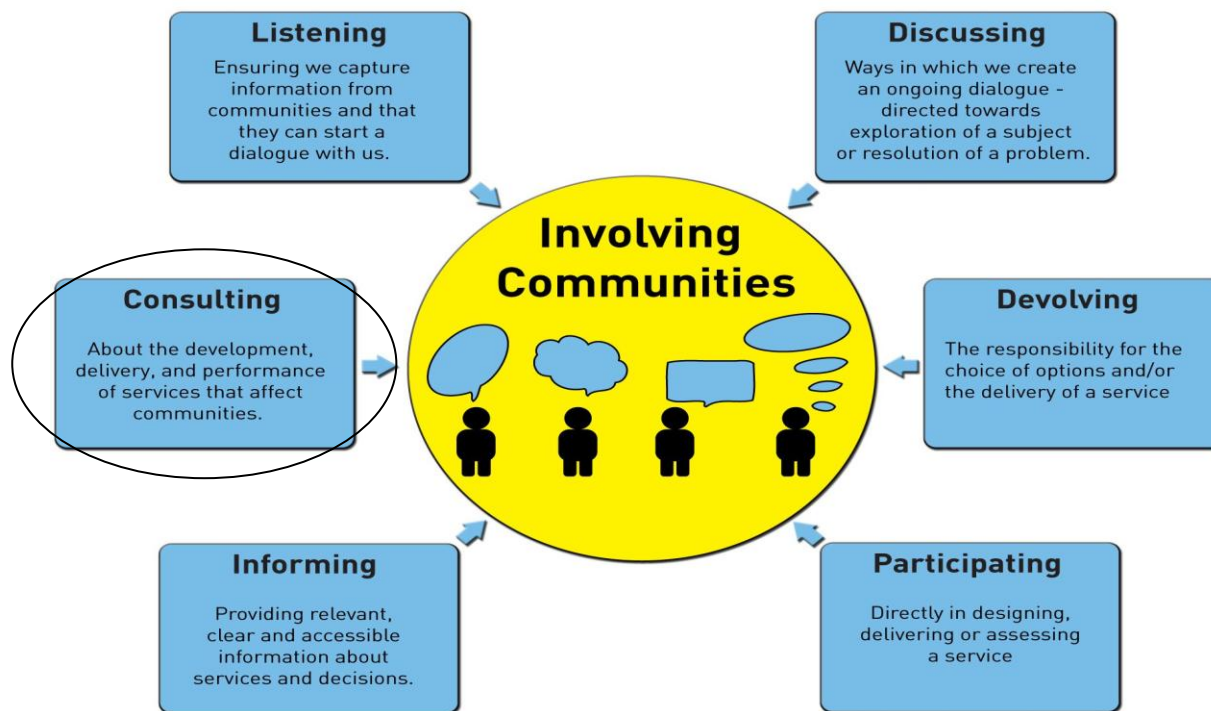 Listening
Ensuring we capture
information from
communities and that
they can start a
dialogue with us.
Discussing
Ways in which we create
an ongoing dialogue -
directed towards
exploration of a subject
or resolution of a problem.
Involving
Communities
Consulting
About the development,
delivery, and performance
of services that affect
communities.
Devolving
The responsibility for the
choice of options and/or
the delivery of a service
Informing
Providing relevant,
clear and accessible
information about
services and decisions.
Participating
Directly in designing,
delivering or assessing
a service